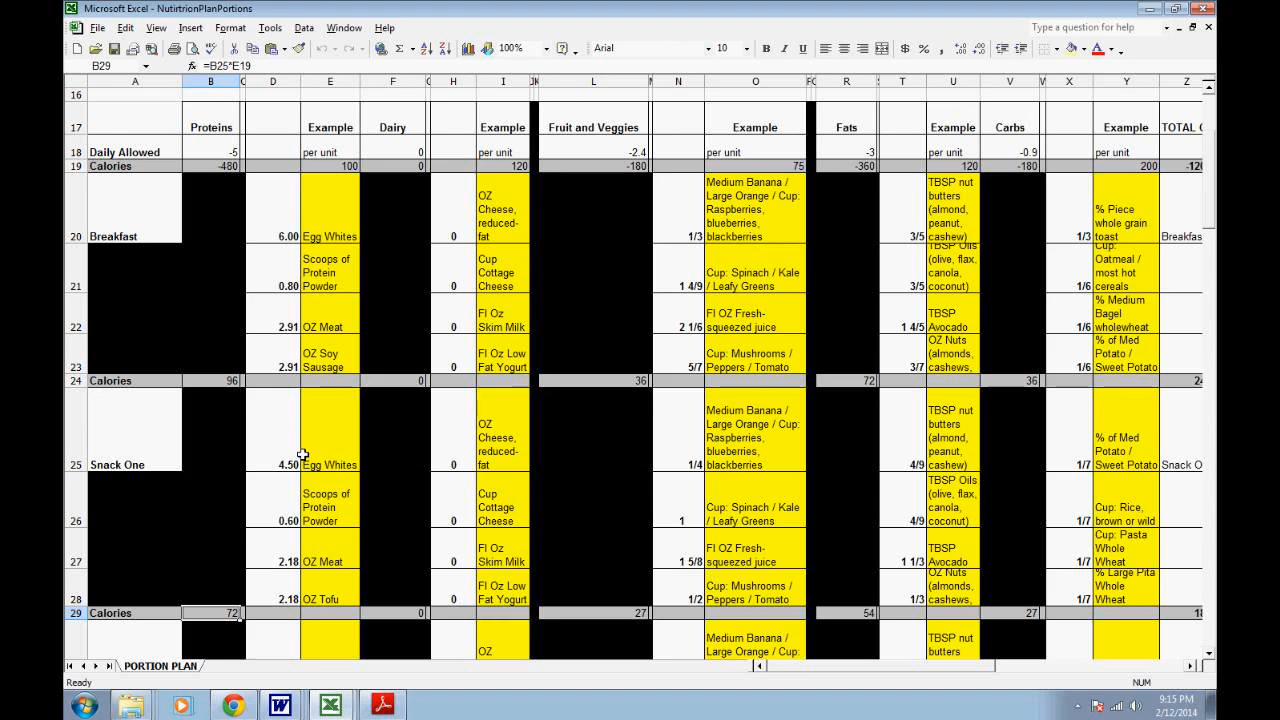 Microsoft Excel - NutirtrionPlanPortions
File Edit View Insert Format Tools Data Window Help
Type a question for help
100%
Arial 10 B I U $ %
B29 =B25*E19
A B C D E F G H I J K L M N O P Q R S T U V W X Y Z
16
17 Proteins Example Dairy Example Fruit and Veggies Example Fats Example Carbs Example TOTAL
18 Daily Allowed -5 per unit 0 per unit -2.4 per unit -3 per unit -0.9 per unit
19 Calories -480 100 0 120 -180 75 -360 120 -180 200
20 Breakfast 6.00 Egg Whites 0 OZ Cheese, reduced-fat 1/3 Medium Banana / Large Orange / Cup: Raspberries, blueberries, blackberries 3/5 TBSP nut butters (almond, peanut, cashew) 1/3 % Piece whole grain toast Breakfas
21 0.80 Scoops of Protein Powder 0 Cup Cottage Cheese 1 4/9 Cup: Spinach / Kale / Leafy Greens 3/5 TBSP Oils (olive, flax, canola, coconut) 1/6 Cup: Oatmeal / most hot cereals
22 2.91 OZ Meat 0 Fl Oz Skim Milk 2 1/6 Fl OZ Fresh-squeezed juice 1 4/5 TBSP Avocado 1/6 % Medium Bagel wholewheat
23 2.91 OZ Soy Sausage 0 Fl Oz Low Fat Yogurt 5/7 Cup: Mushrooms / Peppers / Tomato 3/7 OZ Nuts (almonds, cashews, 1/6 % of Med Potato / Sweet Potato
24 Calories 96 0 36 72 36
25 Snack One 4.50 Egg Whites 0 OZ Cheese, reduced-fat 1/4 Medium Banana / Large Orange / Cup: Raspberries, blueberries, blackberries 4/9 TBSP nut butters (almond, peanut, cashew) 1/7 % of Med Potato / Sweet Potato Snack O
26 0.60 Scoops of Protein Powder 0 Cup Cottage Cheese 1 Cup: Spinach / Kale / Leafy Greens 4/9 TBSP Oils (olive, flax, canola, coconut) 1/7 Cup: Rice, brown or wild
27 2.18 OZ Meat 0 Fl Oz Skim Milk 1 5/8 Fl OZ Fresh-squeezed juice 1 1/3 TBSP Avocado 1/7 Cup: Pasta Whole Wheat
28 2.18 OZ Tofu 0 Fl Oz Low Fat Yogurt 1/2 Cup: Mushrooms / Peppers / Tomato 1/3 OZ Nuts (almonds, cashews, 1/7 % Large Pita Whole Wheat
29 Calories 72 0 27 54 27
OZ Medium Banana / Large Orange / Cup: TBSP nut butters
PORTION PLAN
Ready NUM
9:15 PM
2/12/2014